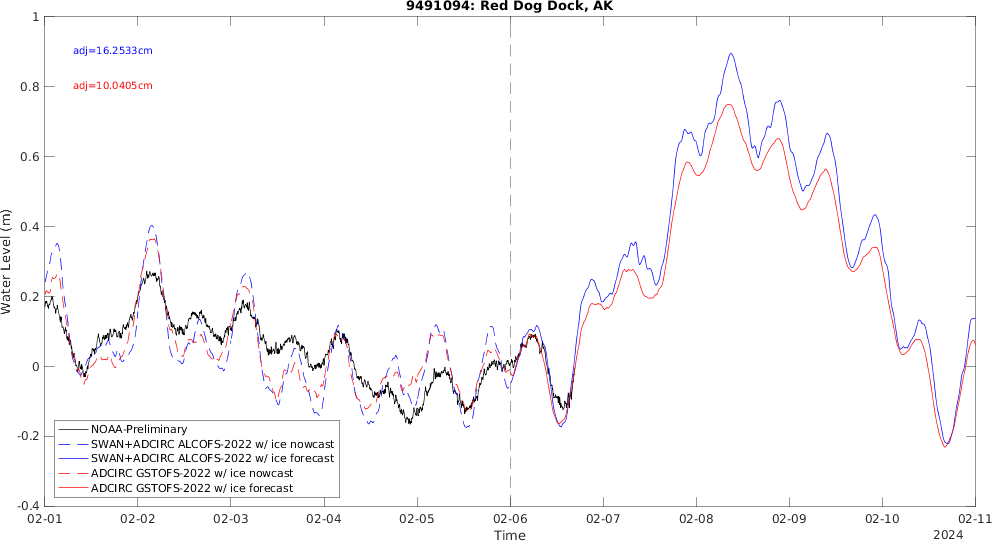 9491094: Red Dog Dock, AK
adj=16.2533cm
adj=10.0405cm
Water Level (m)
1
0.8
0.6
0.4
0.2
0
-0.2
-0.4
NOAA-Preliminary
SWAN+ADCIRC ALCOFS-2022 w/ ice nowcast
SWAN+ADCIRC ALCOFS-2022 w/ ice forecast
ADCIRC GSTOFS-2022 w/ ice nowcast
ADCIRC GSTOFS-2022 w/ ice forecast
02-01 02-02 02-03 02-04 02-05 02-06 02-07 02-08 02-09 02-10 02-11
Time
2024